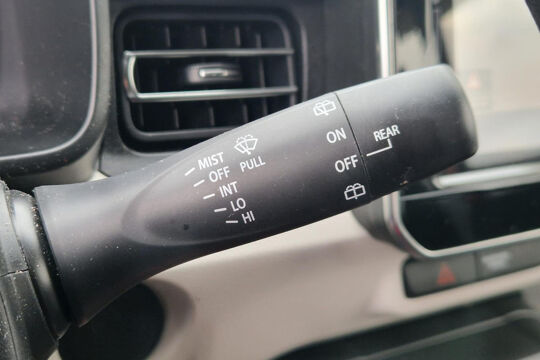 MIST
OFF PULL
INT
LO
HI
ON
OFF REAR